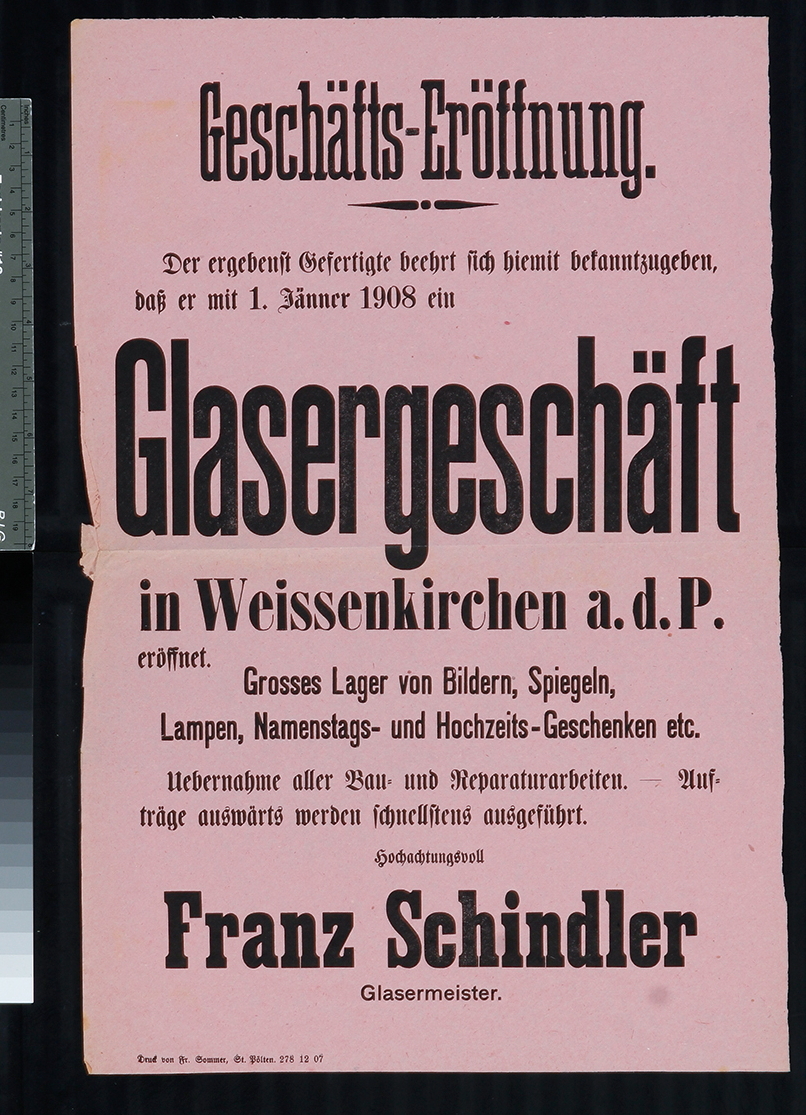 Geschäfts-Eröffnung.
Der ergebenst Gefertigte beehrt sich hiemit bekanntzugeben,
daß er mit 1. Jänner 1908 ein
Glasergeschäft
in Weissenkirchen a. d. P.
eröffnet.
Grosses Lager von Bildern, Spiegeln,
Lampen, Namenstags- und Hochzeits-Geschenken etc.
Uebernahme aller Bau- und Reparaturarbeiten. — Auf-
träge auswärts werden schnellstens ausgeführt.
Hochachtungsvoll
Franz Schindler
Glasermeister.
Druck von Fr. Sommer, St. Pölten. 278 12 07